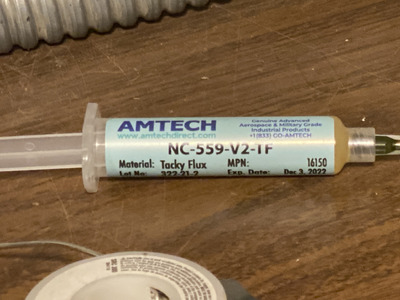 AMTECH
www.amtechdirect.com
Genuine Advanced
Aerospace & Military Grade
Industrial Products
+1(833) CO-AMTECH
NC-559-V2-TF
Material: Tacky Flux MPN: 16150
Lot No: 322-21-2 Exp. Date: Dec 3, 2022